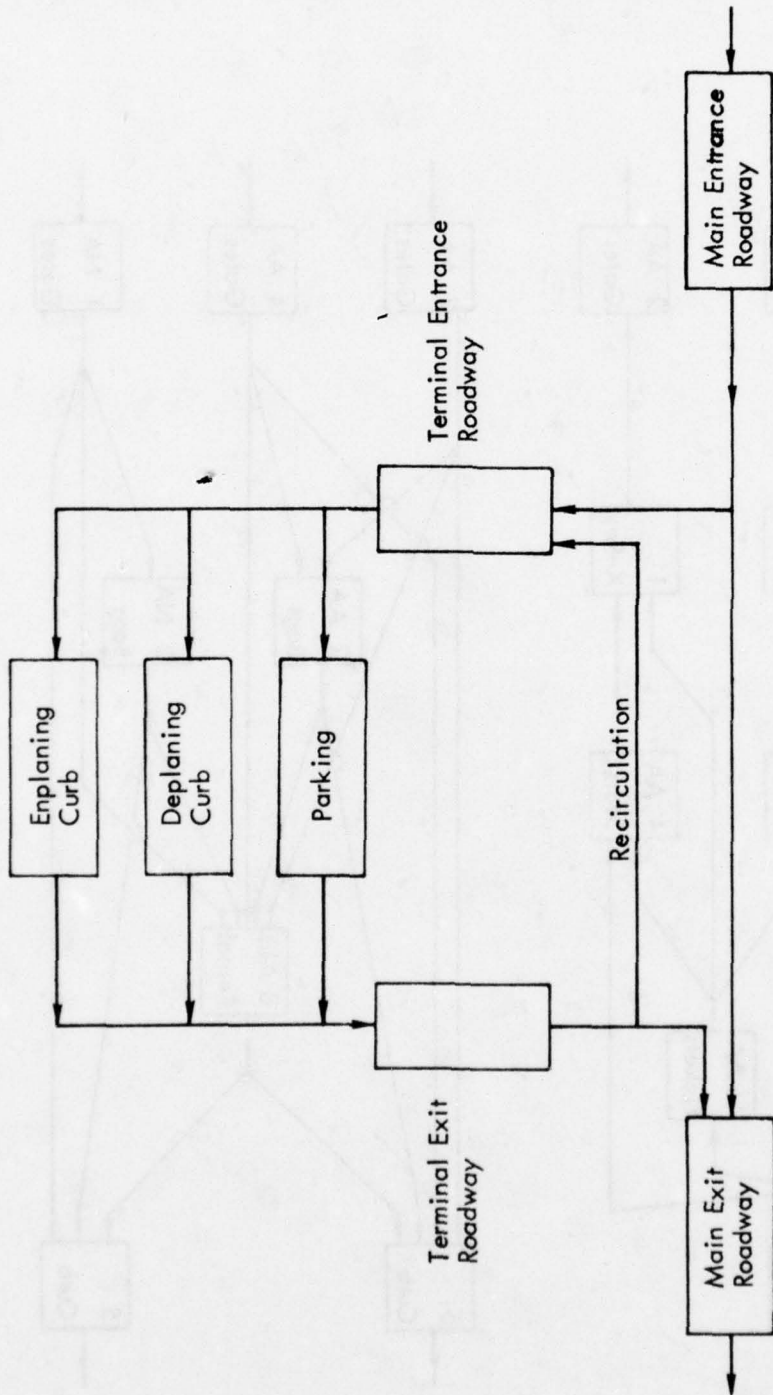 Enplaning
Curb
Deplaning
Curb
Parking
Terminal Entrance
Roadway
Terminal Exit
Roadway
Recirculation
Main Entrance
Roadway
Main Exit
Roadway